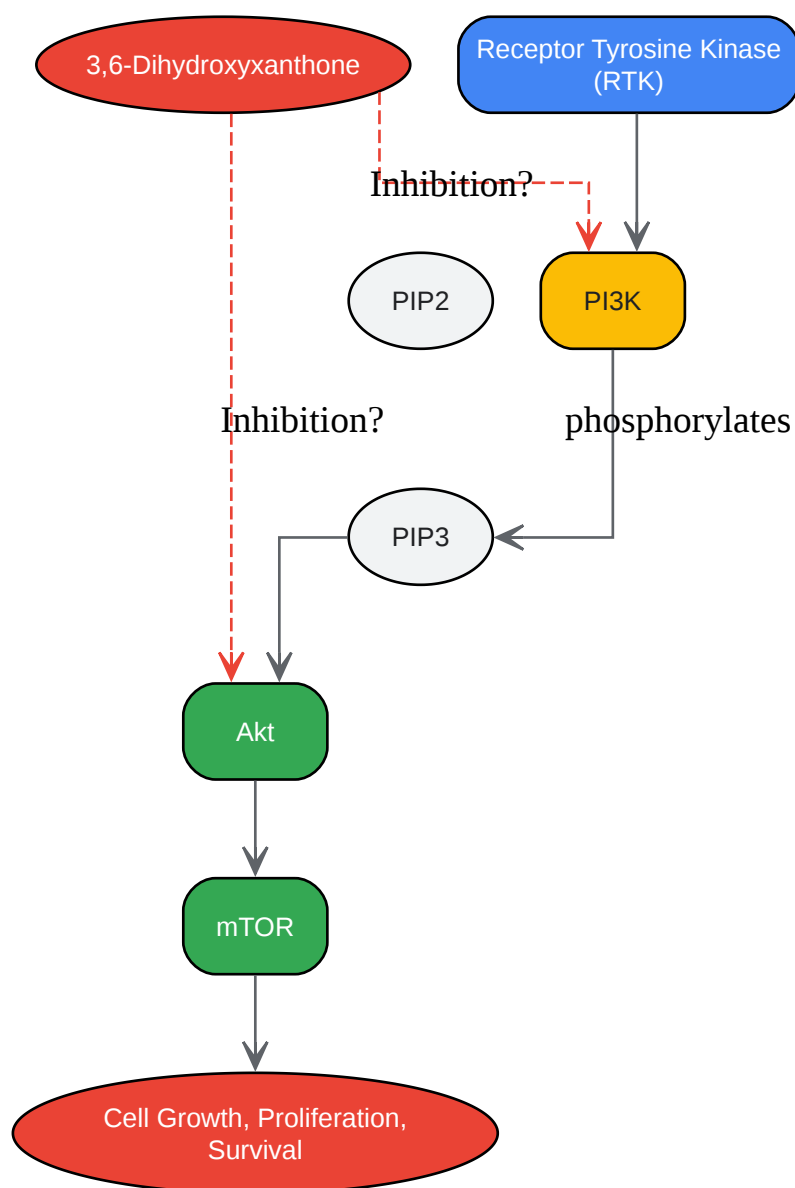 3,6-Dihydroxyxanthone
Receptor Tyrosine Kinase
(RTK)
Inhibition?
PIP2
PI3K
Inhibition?
phosphorylates
PIP3
Akt
mTOR
Cell Growth, Proliferation,
Survival